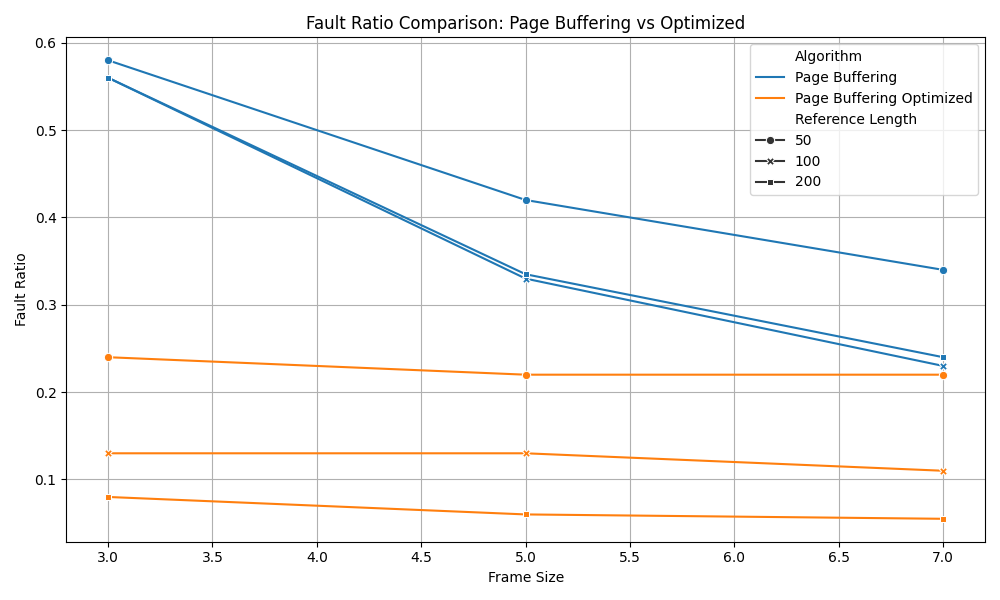 Fault Ratio Comparison: Page Buffering vs Optimized
Algorithm
Page Buffering
Page Buffering Optimized
Reference Length
50
100
200
Fault Ratio
0.6
0.5
0.4
0.3
0.2
0.1
3.0 3.5 4.0 4.5 5.0 5.5 6.0 6.5 7.0
Frame Size